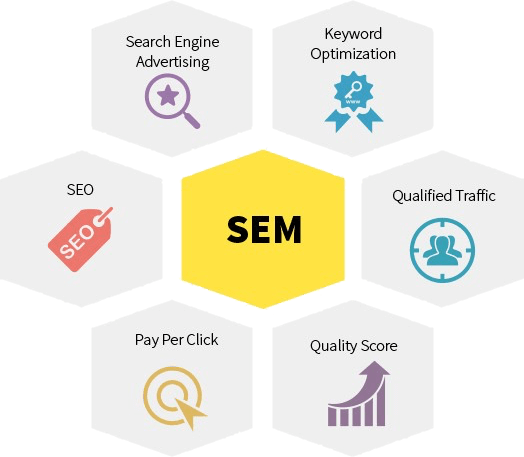 Search Engine
Advertising
Keyword
Optimization
www
SEO
SEO
SEM
Qualified Traffic
Pay Per Click
Quality Score